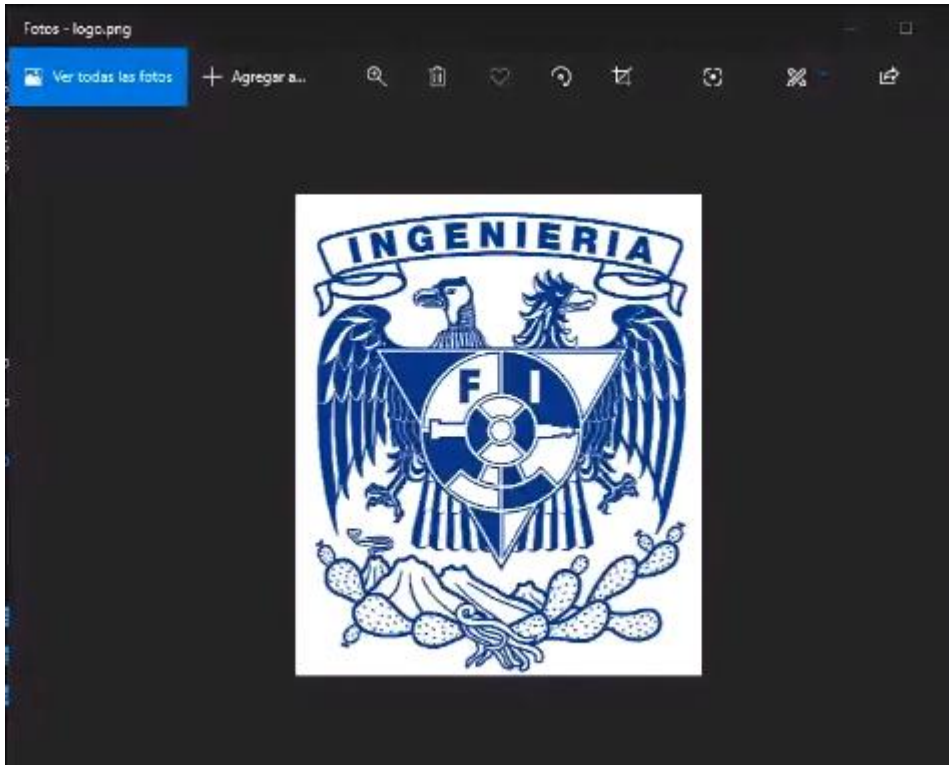 Fotos - logo.png
Ver todas las fotos
Agregar a...
INGENIERIA
F I